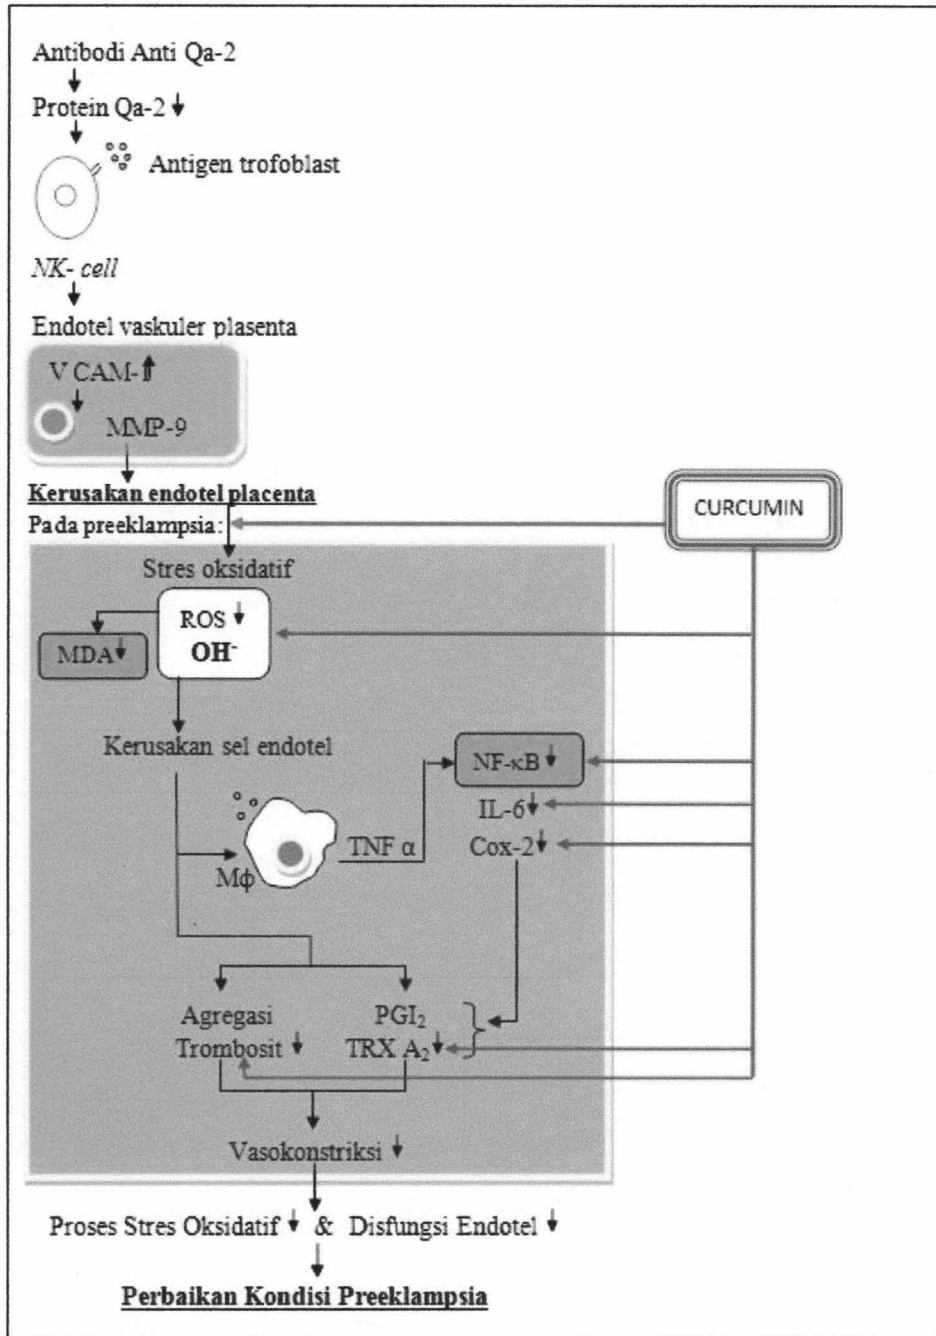 Antibodi Anti Qa-2
Protein Qa-2 ↓
Antigen trofoblast
NK- cell
Endotel vaskuler plasenta
V CAM-1↑
MMP-9
Kerusakan endotel placenta
Pada preeklampsia:
CURCUMIN
Stres oksidatif
ROS ↓
OH-
MDA↓
Kerusakan sel endotel
NF-κB ↓
IL-6↓
Cox-2↓
TNF α
Mφ
Agregasi
Trombosit ↓
PGI₂
TRX A₂↓
Vasokonstriksi ↓
Proses Stres Oksidatif ↓ & Disfungsi Endotel ↓
Perbaikan Kondisi Preeklampsia